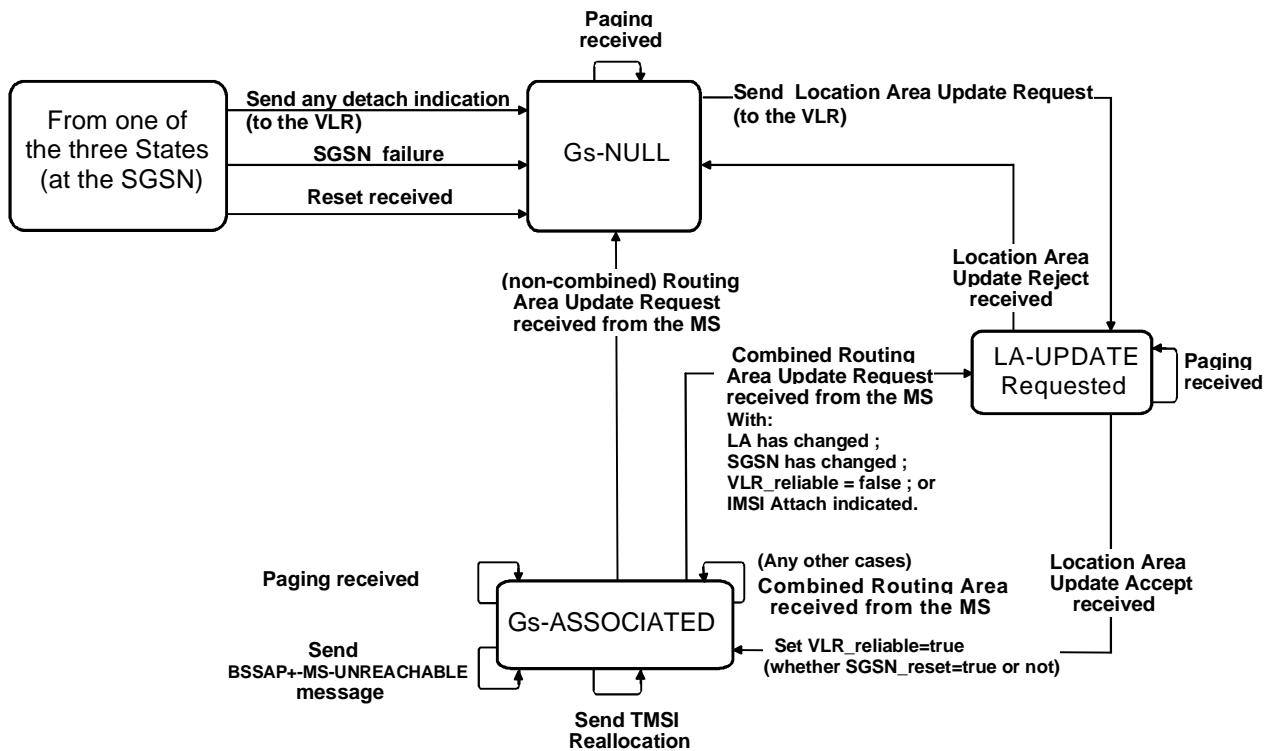 Paging
received
From one of
the three States
(at the SGSN)
Send any detach indication
(to the VLR)
SGSN failure
Reset received
Gs-NULL
Send Location Area Update Request
(to the VLR)
(non-combined) Routing
Area Update Request
received from the MS
Location Area
Update Reject
received
LA-UPDATE
Requested
Paging
received
Combined Routing
Area Update Request
received from the MS
With:
LA has changed ;
SGSN has changed ;
VLR_reliable = false ; or
IMSI Attach indicated.
Location Area
Update Accept
received
Paging received
Gs-ASSOCIATED
(Any other cases)
Combined Routing Area
received from the MS
Set VLR_reliable=true
(whether SGSN_reset=true or not)
Send
BSSAP+-MS-UNREACHABLE
message
Send TMSI
Reallocation